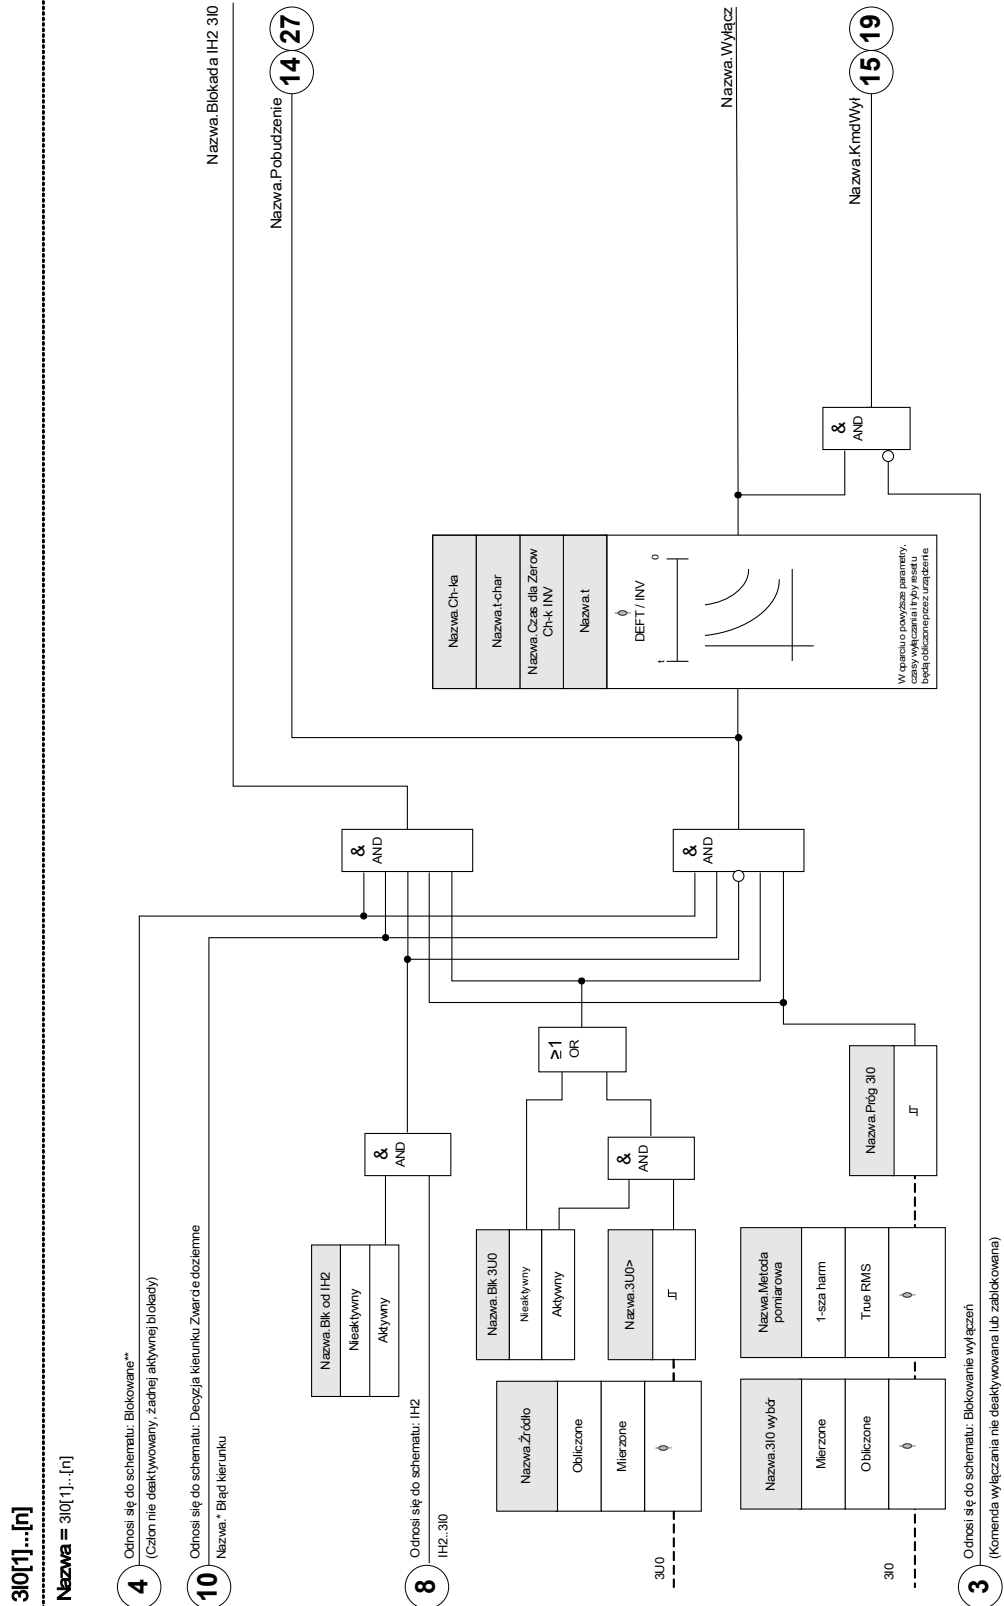 3I0[1]...[n]
Nazwa = 3I0[1]...[n]
4
Odnosi się do schematu: Blokowane**
(Człon nie deaktywowany, żadnej aktywnej blokady)
10
Odnosi się do schematu: Decyzja kierunku Zwarcie doziemne
Nazwa.* Błąd kierunku
Nazwa.Blk od IH2
Nieaktywny
Aktywny
8
Odnosi się do schematu: IH2
IH2..3I0
&
AND
&
AND
Nazwa.Blokada IH2 3I0
Nazwa.Pobudzenie
14
27
Nazwa.Źródło
Obliczone
Mierzone
ϕ
3U0
Nazwa.Blk 3U0
Nieaktywny
Aktywny
Nazwa.3U0>
&
AND
≥1
OR
&
AND
Nazwa.Ch-ka
Nazwa.t-char
Nazwa.Czas dla Zerow
Ch-k INV
Nazwa.t
ϕ
DEFT / INV
t
0
W oparciu o powyższe parametry,
czasy wyłączania i tryby resetu
będą obliczone przez urządzenie.
Nazwa.Wyłącz
Nazwa.3I0 wybór
Mierzone
Obliczone
ϕ
3I0
Nazwa.Metoda
pomiarowa
1-sza harm
True RMS
ϕ
Nazwa.Próg 3I0
&
AND
Nazwa.KmdWył
15
19
3
Odnosi się do schematu: Blokowanie wyłączeń
(Komenda wyłączania nie deaktywowana lub zablokowana)